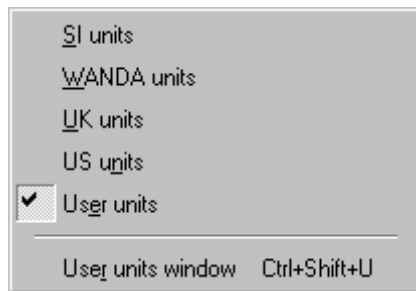 SI units
WANDA units
UK units
US units
User units
User units window Ctrl+Shift+U